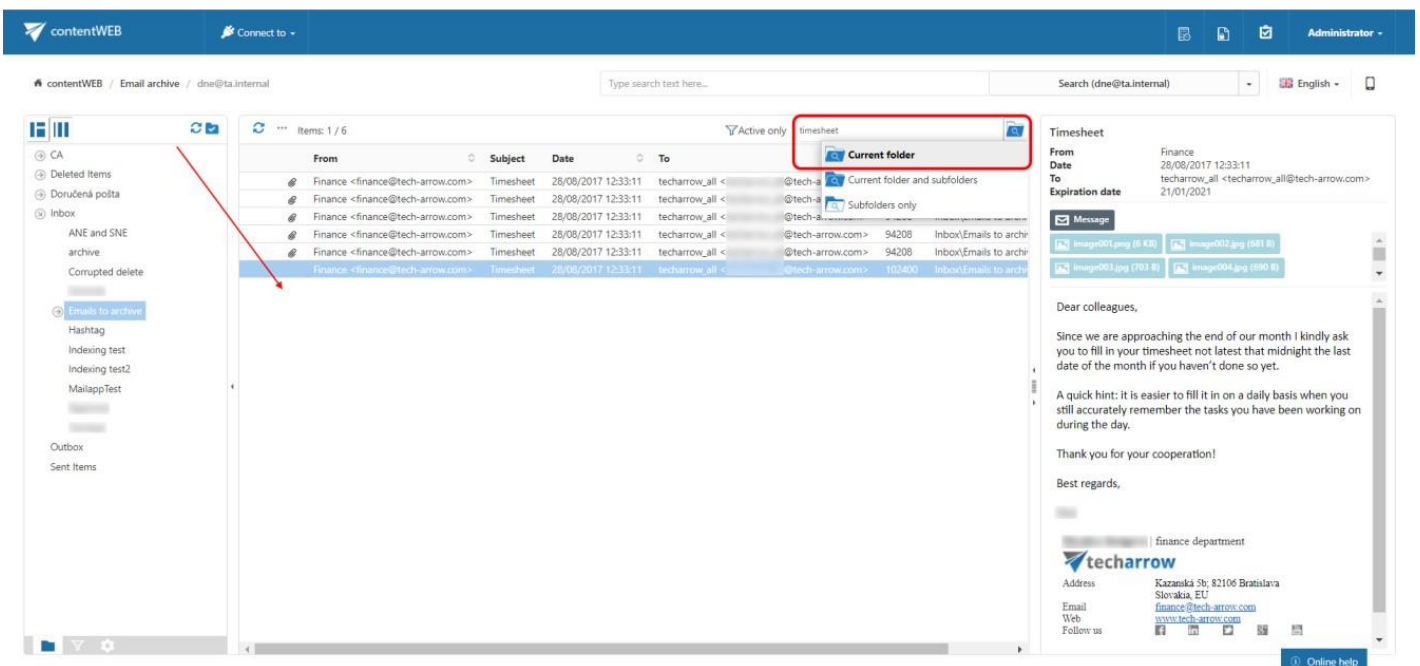 contentWEB Connect to Administrator
contentWEB / Email archive / dne@ta.internal Type search text here... Search (dne@ta.internal) English
Items: 1 / 6 Active only timesheet
CA
Deleted Items
Doručená pošta
Inbox
ANE and SNE
archive
Corrupted delete
Emails to archive
Hashtag
Indexing test
Indexing test2
MailappTest
Outbox
Sent Items
From Subject Date To
Finance <finance@tech-arrow.com> Timesheet 28/08/2017 12:33:11 techarrow_all < @tech-a
Finance <finance@tech-arrow.com> Timesheet 28/08/2017 12:33:11 techarrow_all < @tech-a
Finance <finance@tech-arrow.com> Timesheet 28/08/2017 12:33:11 techarrow_all <
Finance <finance@tech-arrow.com> Timesheet 28/08/2017 12:33:11 techarrow_all < @tech-arrow.com> 94208 Inbox\Emails to archi
Finance <finance@tech-arrow.com> Timesheet 28/08/2017 12:33:11 techarrow_all < @tech-arrow.com> 94208 Inbox\Emails to archi
Finance <finance@tech-arrow.com> Timesheet 28/08/2017 12:33:11 techarrow_all < @tech-arrow.com> 102400 Inbox\Emails to archi
Current folder
Current folder and subfolders
Subfolders only
Timesheet
From Finance
Date 28/08/2017 12:33:11
To techarrow_all <techarrow_all@tech-arrow.com>
Expiration date 21/01/2021
Message
image001.png (6 KB) image002.jpg (681 B)
image003.jpg (703 B) image004.jpg (690 B)
Dear colleagues,
Since we are approaching the end of our month I kindly ask
you to fill in your timesheet not latest that midnight the last
date of the month if you haven't done so yet.
A quick hint: it is easier to fill it in on a daily basis when you
still accurately remember the tasks you have been working on
during the day.
Thank you for your cooperation!
Best regards,
| finance department
techarrow
Address Kazanská 5b; 82106 Bratislava
Slovakia, EU
Email finance@tech-arrow.com
Web www.tech-arrow.com
Follow us
Online help